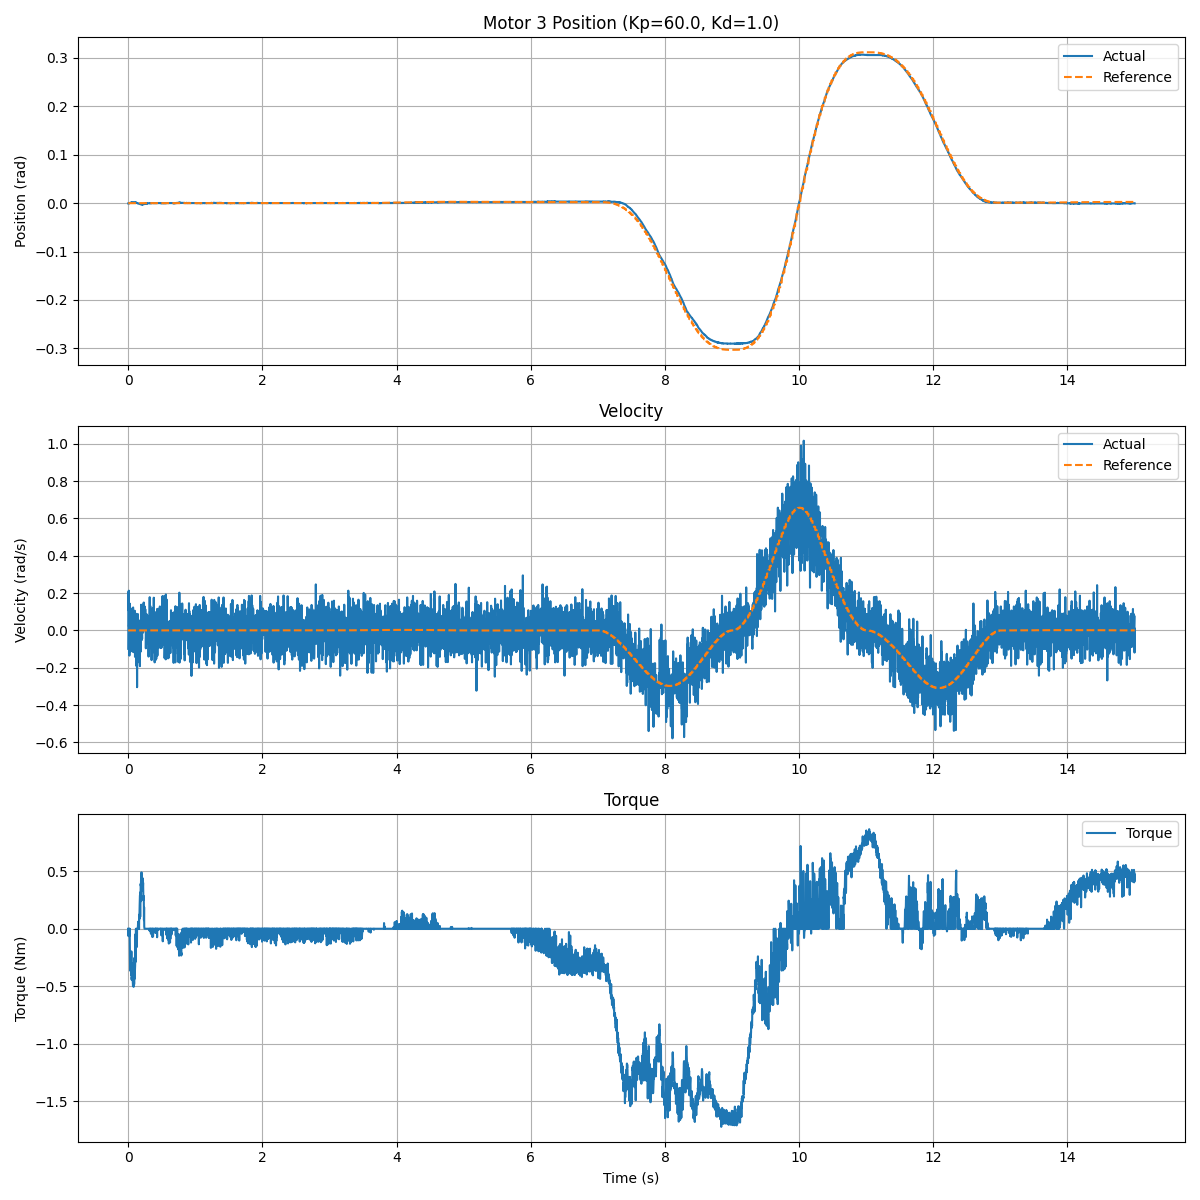 Motor 3 Position (Kp=60.0, Kd=1.0)
0.3
0.2
0.1
0.0
−0.1
−0.2
−0.3
Position (rad)
Actual
Reference
0 2 4 6 8 10 12 14
Velocity
1.0
0.8
0.6
0.4
0.2
0.0
−0.2
−0.4
−0.6
Velocity (rad/s)
Actual
Reference
0 2 4 6 8 10 12 14
Torque
0.5
0.0
−0.5
−1.0
−1.5
Torque (Nm)
Torque
0 2 4 6 8 10 12 14
Time (s)